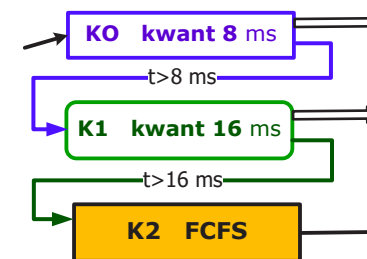 KO kwant 8 ms
t>8 ms
K1 kwant 16 ms
t>16 ms
K2 FCFS